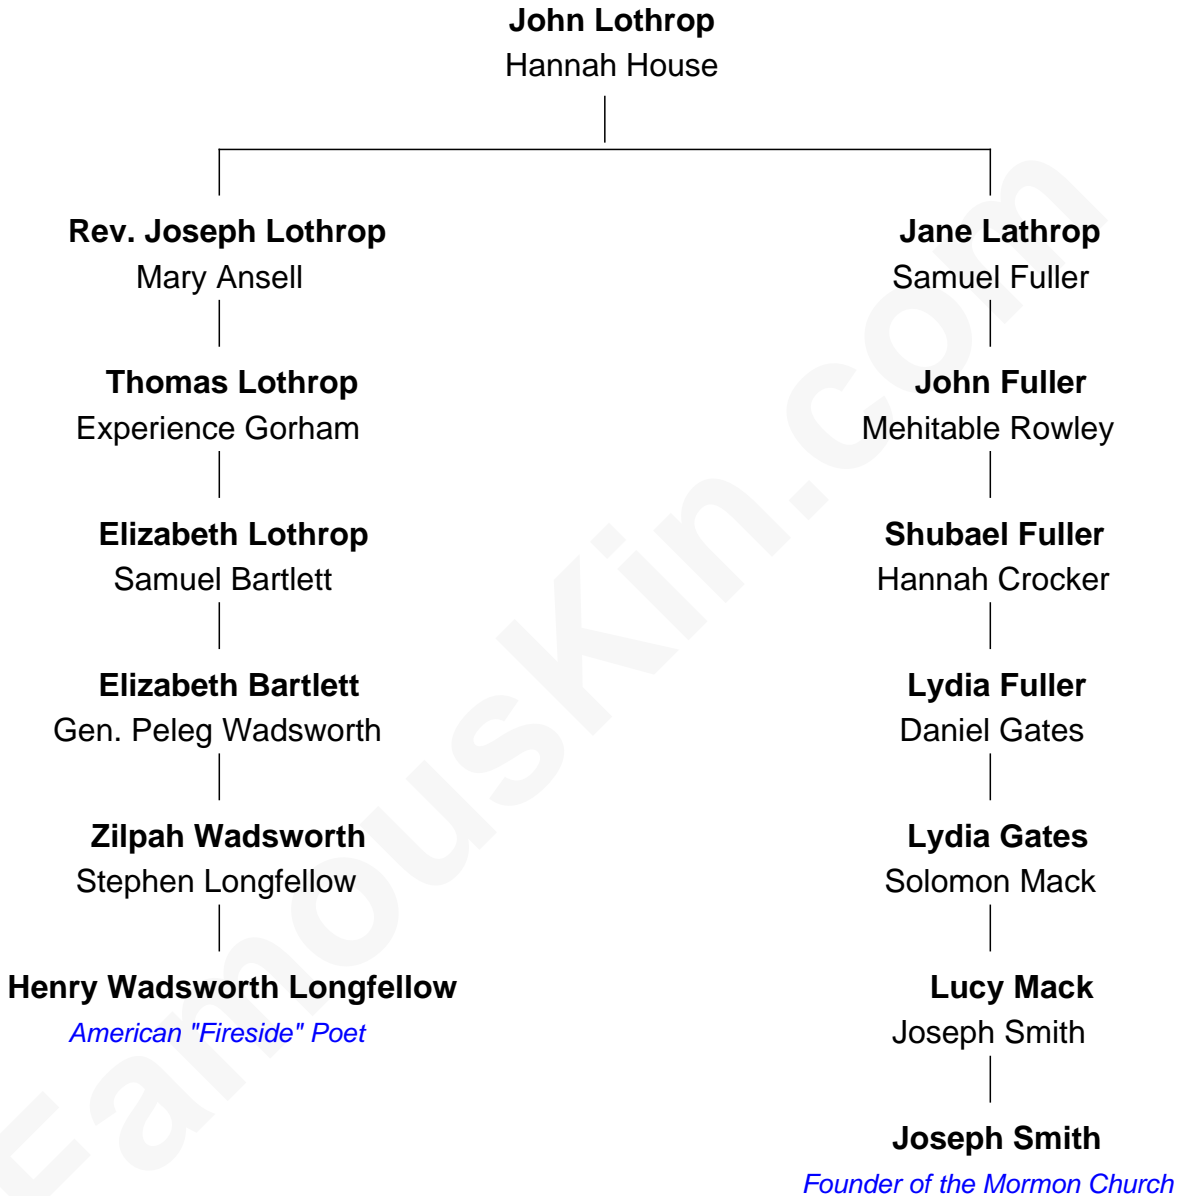 John Lothrop
Hannah House
Rev. Joseph Lothrop
Mary Ansell
Thomas Lothrop
Experience Gorham
Elizabeth Lothrop
Samuel Bartlett
Elizabeth Bartlett
Gen. Peleg Wadsworth
Zilpah Wadsworth
Stephen Longfellow
Henry Wadsworth Longfellow
American "Fireside" Poet
Jane Lathrop
Samuel Fuller
John Fuller
Mehitable Rowley
Shubael Fuller
Hannah Crocker
Lydia Fuller
Daniel Gates
Lydia Gates
Solomon Mack
Lucy Mack
Joseph Smith
Joseph Smith
Founder of the Mormon Church
FamousKin.com